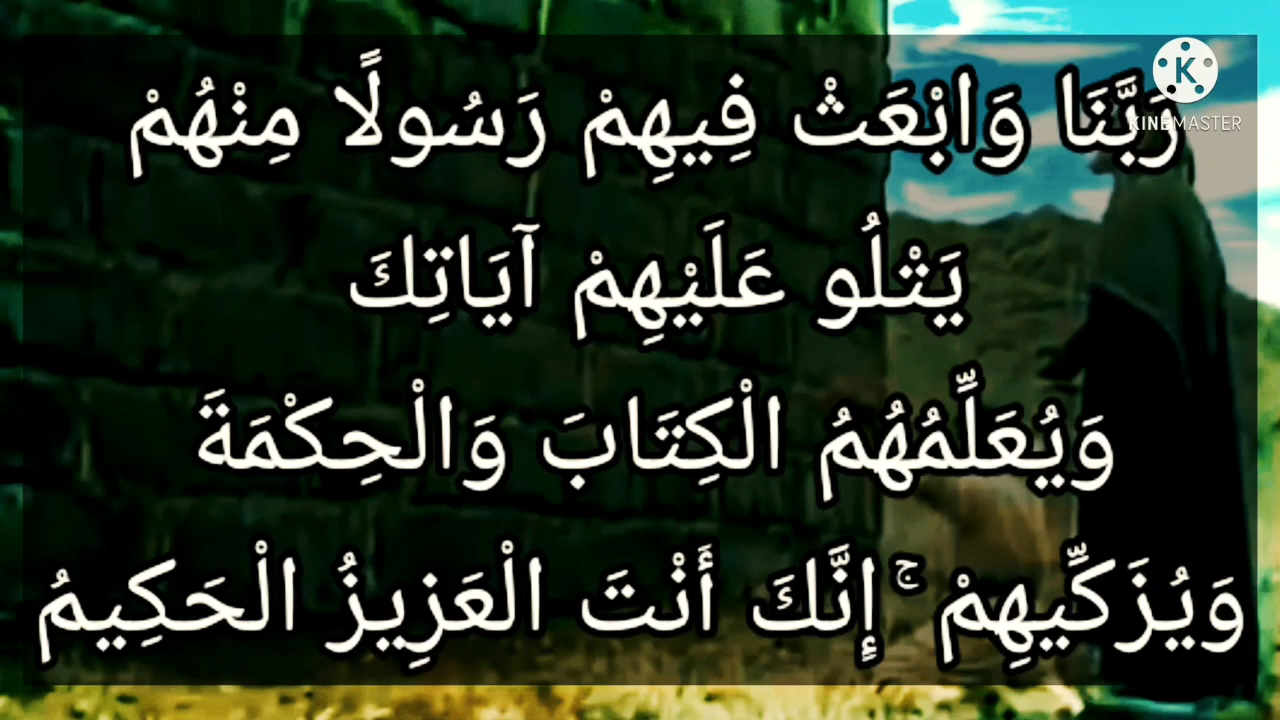 رَبَّنَا وَابْعَثْ فِيهِمْ رَسُولًا مِنْهُمْ
يَتْلُو عَلَيْهِمْ آيَاتِكَ
وَيُعَلِّمُهُمُ الْكِتَابَ وَالْحِكْمَةَ
وَيُزَكِّيهِمْ ۚ إِنَّكَ أَنْتَ الْعَزِيزُ الْحَكِيمُ
K
KINEMASTER